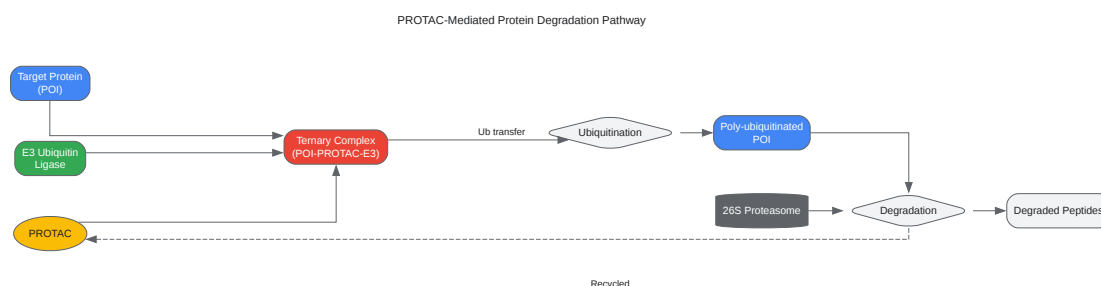 PROTAC-Mediated Protein Degradation Pathway
Target Protein
(POI)
E3 Ubiquitin
Ligase
PROTAC
Ternary Complex
(POI-PROTAC-E3)
Ub transfer
Ubiquitination
Poly-ubiquitinated
POI
26S Proteasome
Degradation
Degraded Peptides
Recycled